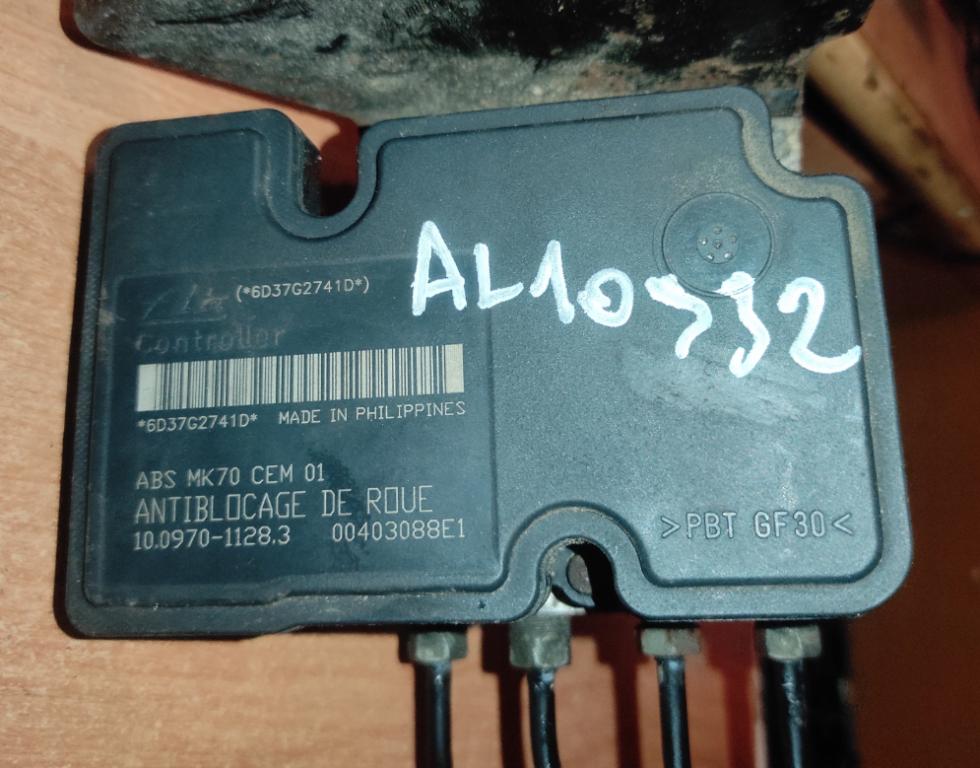 Ate (*6D37G2741D*)
Controller
*6D37G2741D* MADE IN PHILIPPINES
ABS MK70 CEM 01
ANTIBLOCAGE DE ROUE
10.0970-1128.3 00403088E1
>PBT GF30<